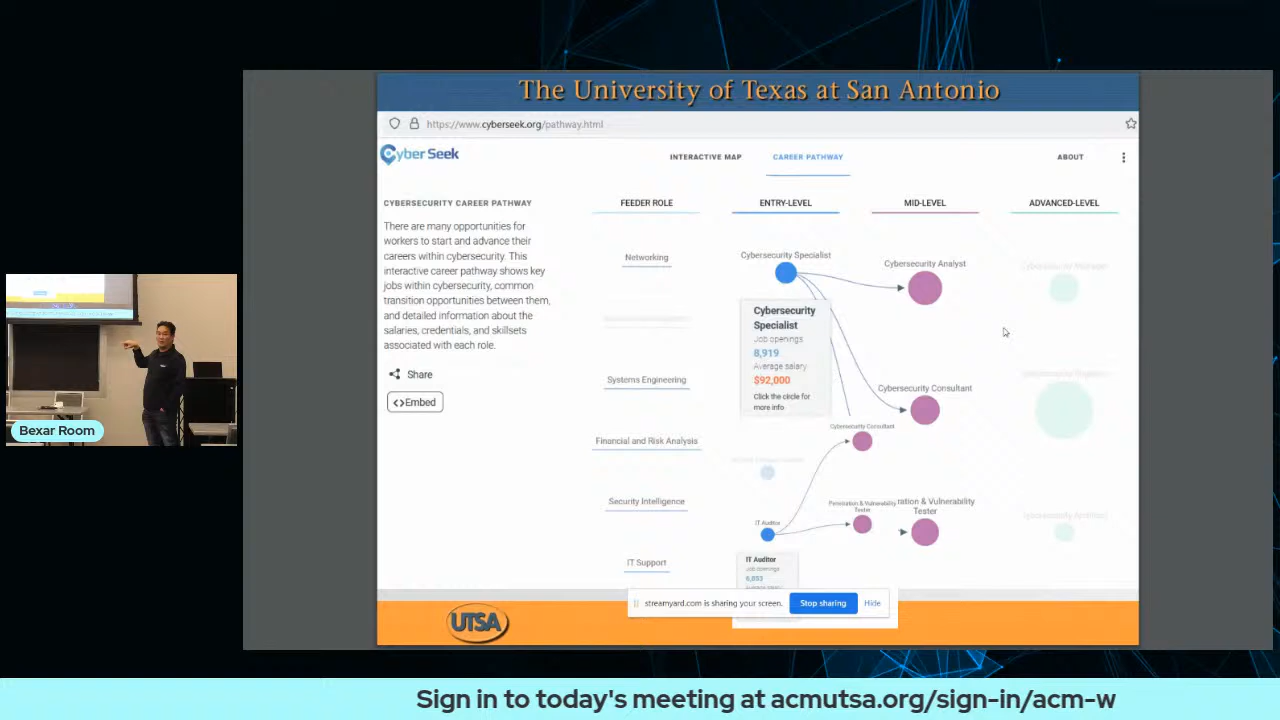 The University of Texas at San Antonio
https://www.cyberseek.org/pathway.html
Cyber Seek
INTERACTIVE MAP
CAREER PATHWAY
ABOUT
CYBERSECURITY CAREER PATHWAY
There are many opportunities for
workers to start and advance their
careers within cybersecurity. This
interactive career pathway shows key
jobs within cybersecurity, common
transition opportunities between them,
and detailed information about the
salaries, credentials, and skillsets
associated with each role.
Share
<>Embed
FEEDER ROLE
ENTRY-LEVEL
MID-LEVEL
ADVANCED-LEVEL
Networking
Systems Engineering
Financial and Risk Analysis
Security Intelligence
IT Support
Cybersecurity Specialist
Cybersecurity
Specialist
Job openings
8,919
Average salary
$92,000
Click the circle for
more info
IT Auditor
IT Auditor
Job openings
Cybersecurity Analyst
Cybersecurity Consultant
Cybersecurity Consultant
Penetration & Vulnerability
Tester
ration & Vulnerability
Tester
Cybersecurity Manager
streamyard.com is sharing your screen.
Stop sharing
Hide
UTSA
Bexar Room
Sign in to today's meeting at acmutsa.org/sign-in/acm-w